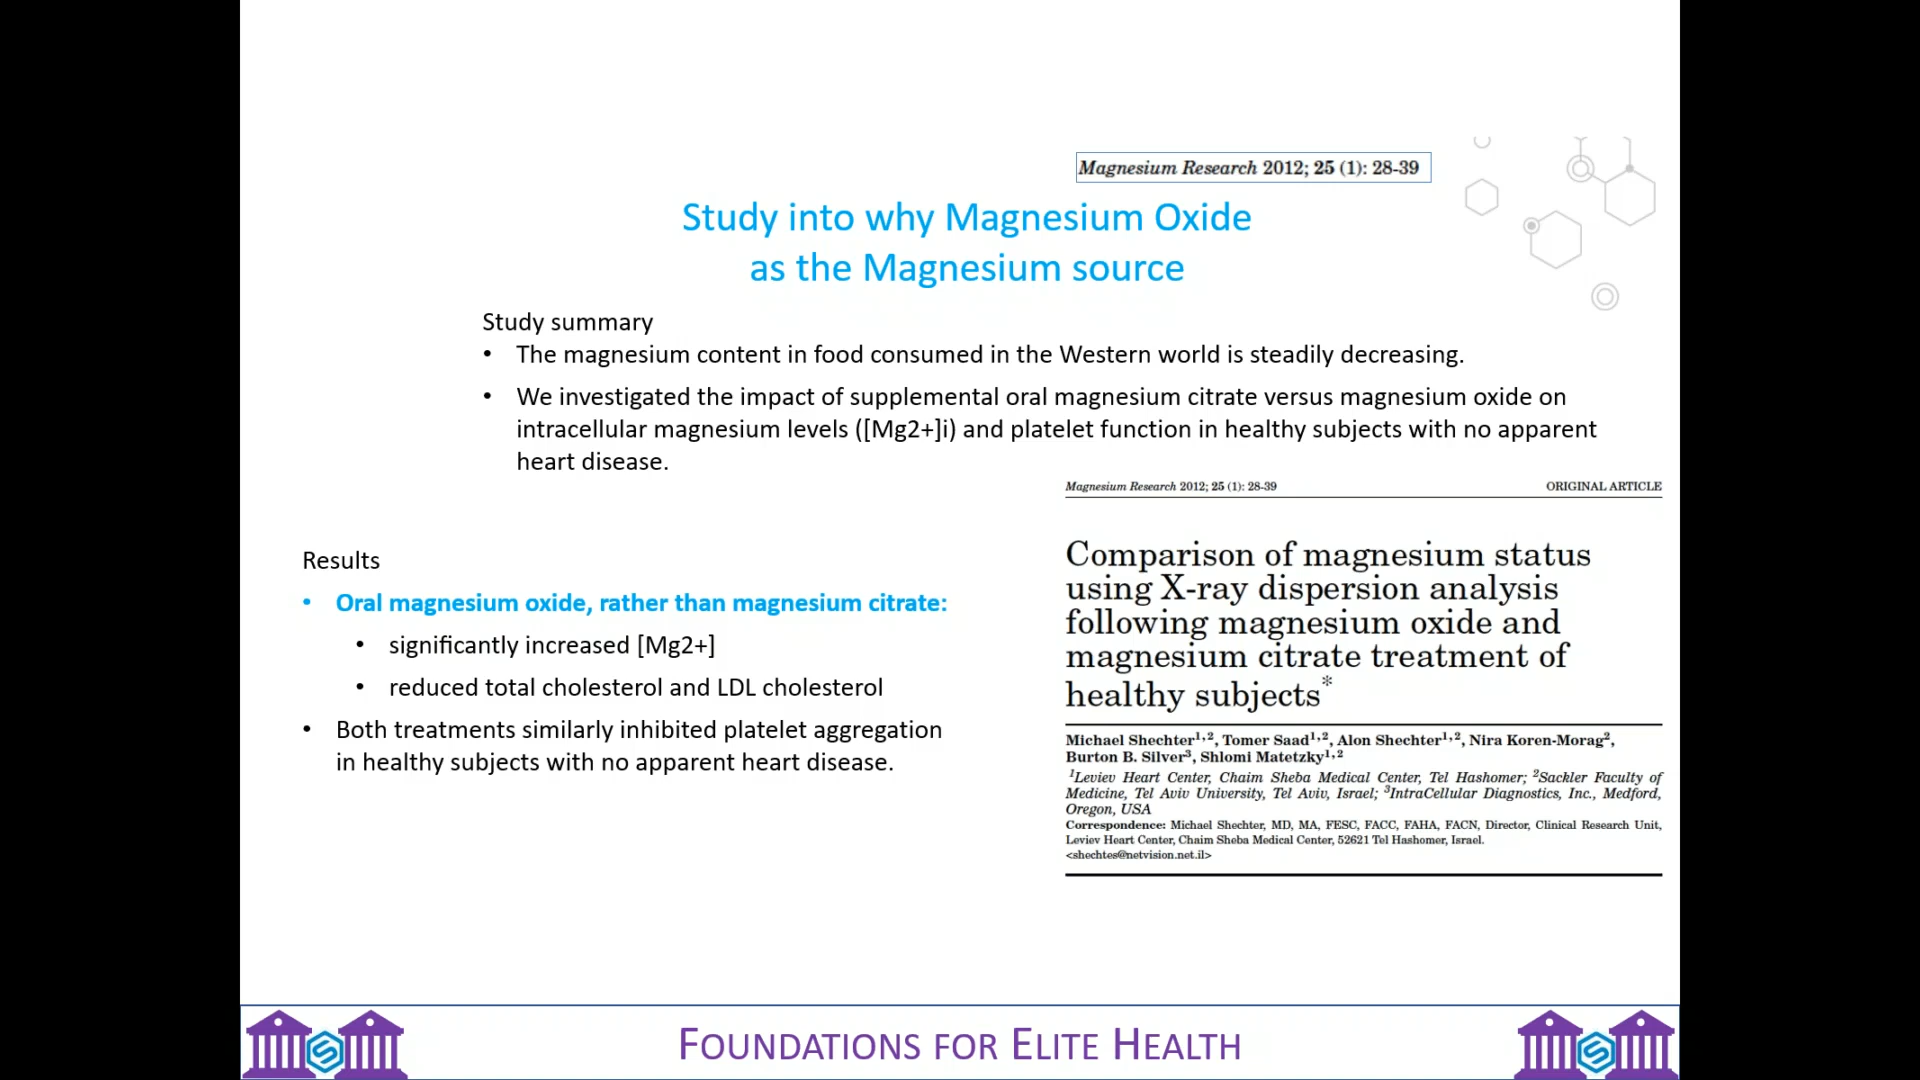 Magnesium Research 2012; 25 (1): 28-39
Study into why Magnesium Oxide
as the Magnesium source
Study summary
• The magnesium content in food consumed in the Western world is steadily decreasing.
• We investigated the impact of supplemental oral magnesium citrate versus magnesium oxide on
intracellular magnesium levels ([Mg2+]i) and platelet function in healthy subjects with no apparent
heart disease.
Results
• Oral magnesium oxide, rather than magnesium citrate:
• significantly increased [Mg2+]
• reduced total cholesterol and LDL cholesterol
• Both treatments similarly inhibited platelet aggregation
in healthy subjects with no apparent heart disease.
Magnesium Research 2012; 25 (1): 28-39 ORIGINAL ARTICLE
Comparison of magnesium status
using X-ray dispersion analysis
following magnesium oxide and
magnesium citrate treatment of
healthy subjects*
Michael Shechter1,2, Tomer Saad1,2, Alon Shechter1,2, Nira Koren-Morag2,
Burton B. Silver3, Shlomi Matetzky1,2
1Leviev Heart Center, Chaim Sheba Medical Center, Tel Hashomer; 2Sackler Faculty of
Medicine, Tel Aviv University, Tel Aviv, Israel; 3IntraCellular Diagnostics, Inc., Medford,
Oregon, USA
Correspondence: Michael Shechter, MD, MA, FESC, FACC, FAHA, FACN, Director, Clinical Research Unit,
Leviev Heart Center, Chaim Sheba Medical Center, 52621 Tel Hashomer, Israel.
<shechtes@netvision.net.il>
FOUNDATIONS FOR ELITE HEALTH